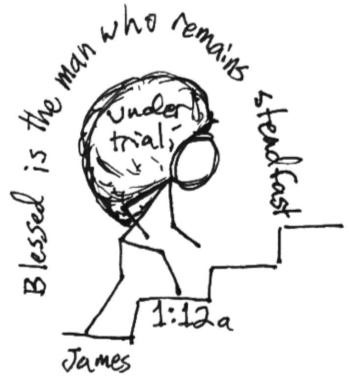 Blessed is the man who remains steadfast
under
trial,
1:12a
James